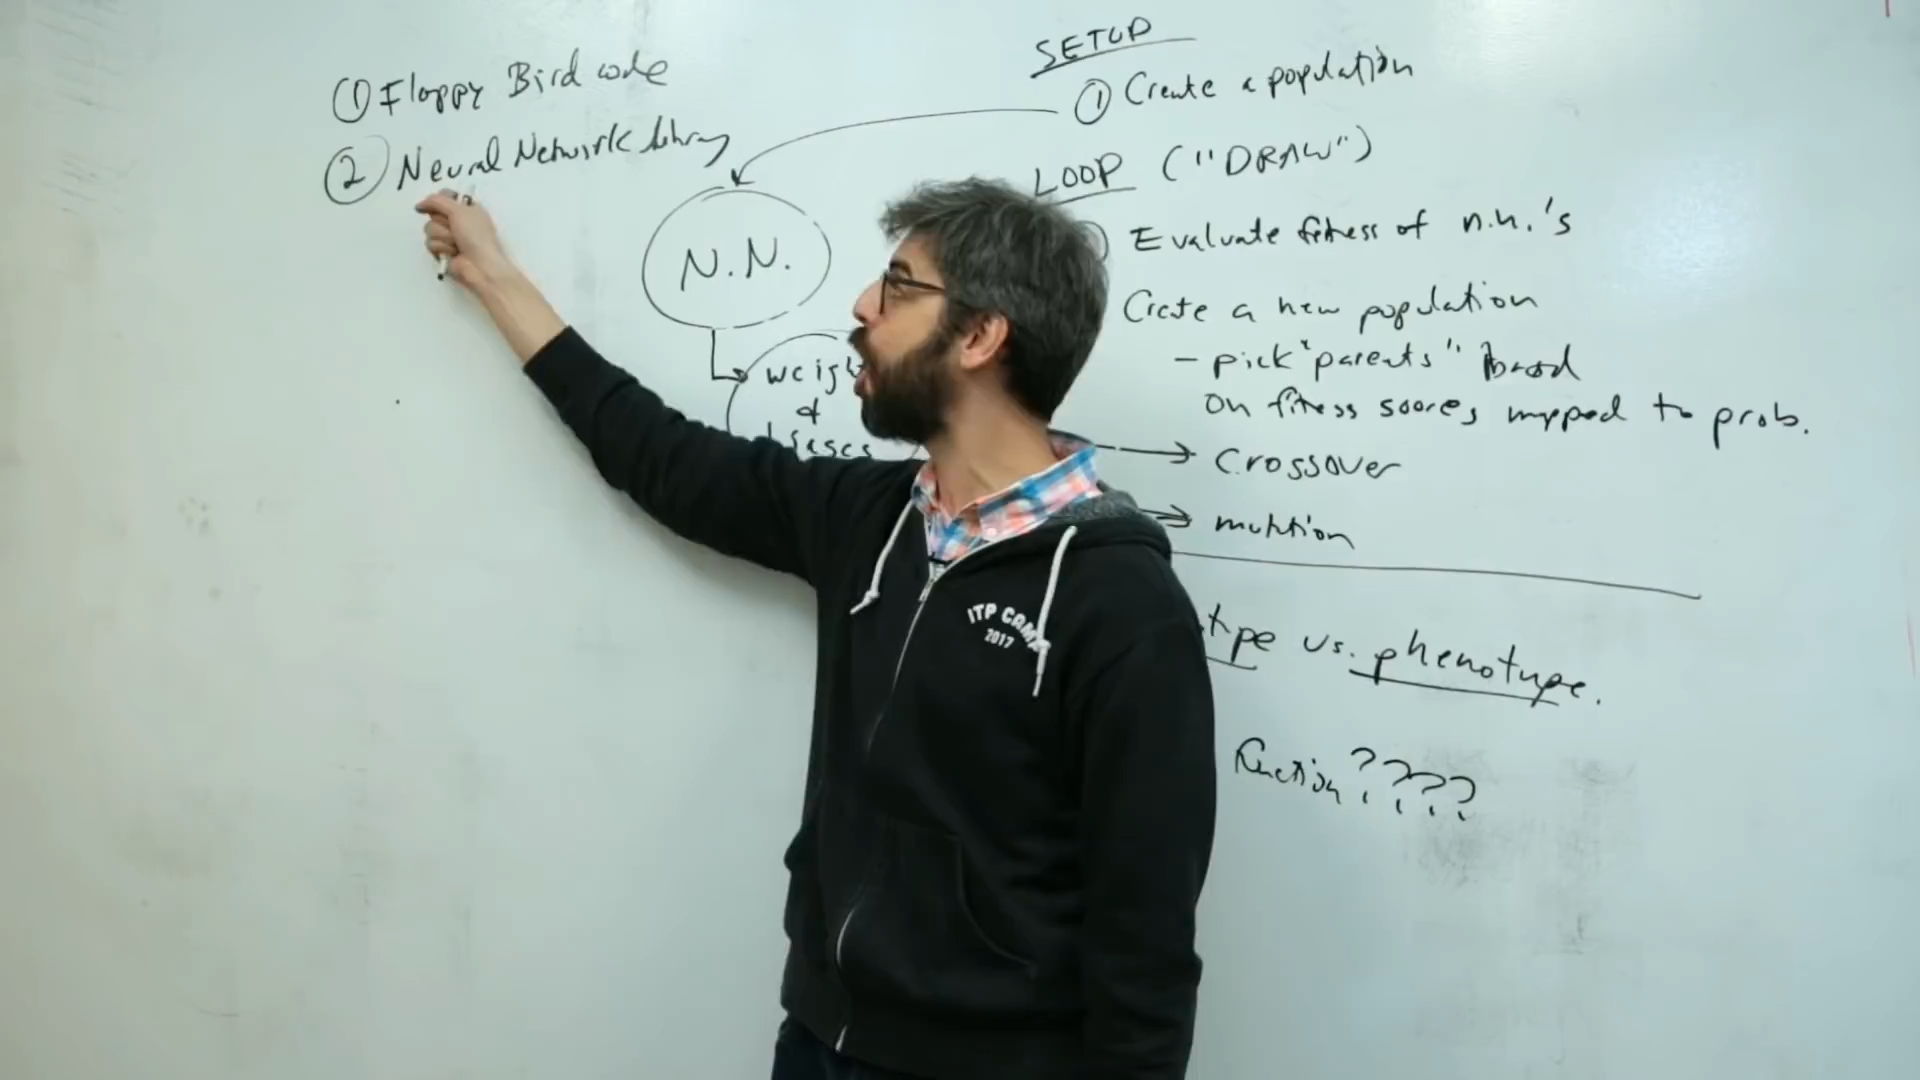 ① Floppy Bird code
② Neural Network library
SETUP
① Create a population
LOOP ("DRAW")
Evaluate fitness of n.n.'s
Create a new population
- pick "parents" based
on fitness scores mapped to prob.
→ Crossover
→ mutation
N.N.
weigh
&
biases
type vs. phenotype.
function ????
ITP CAMP
2017